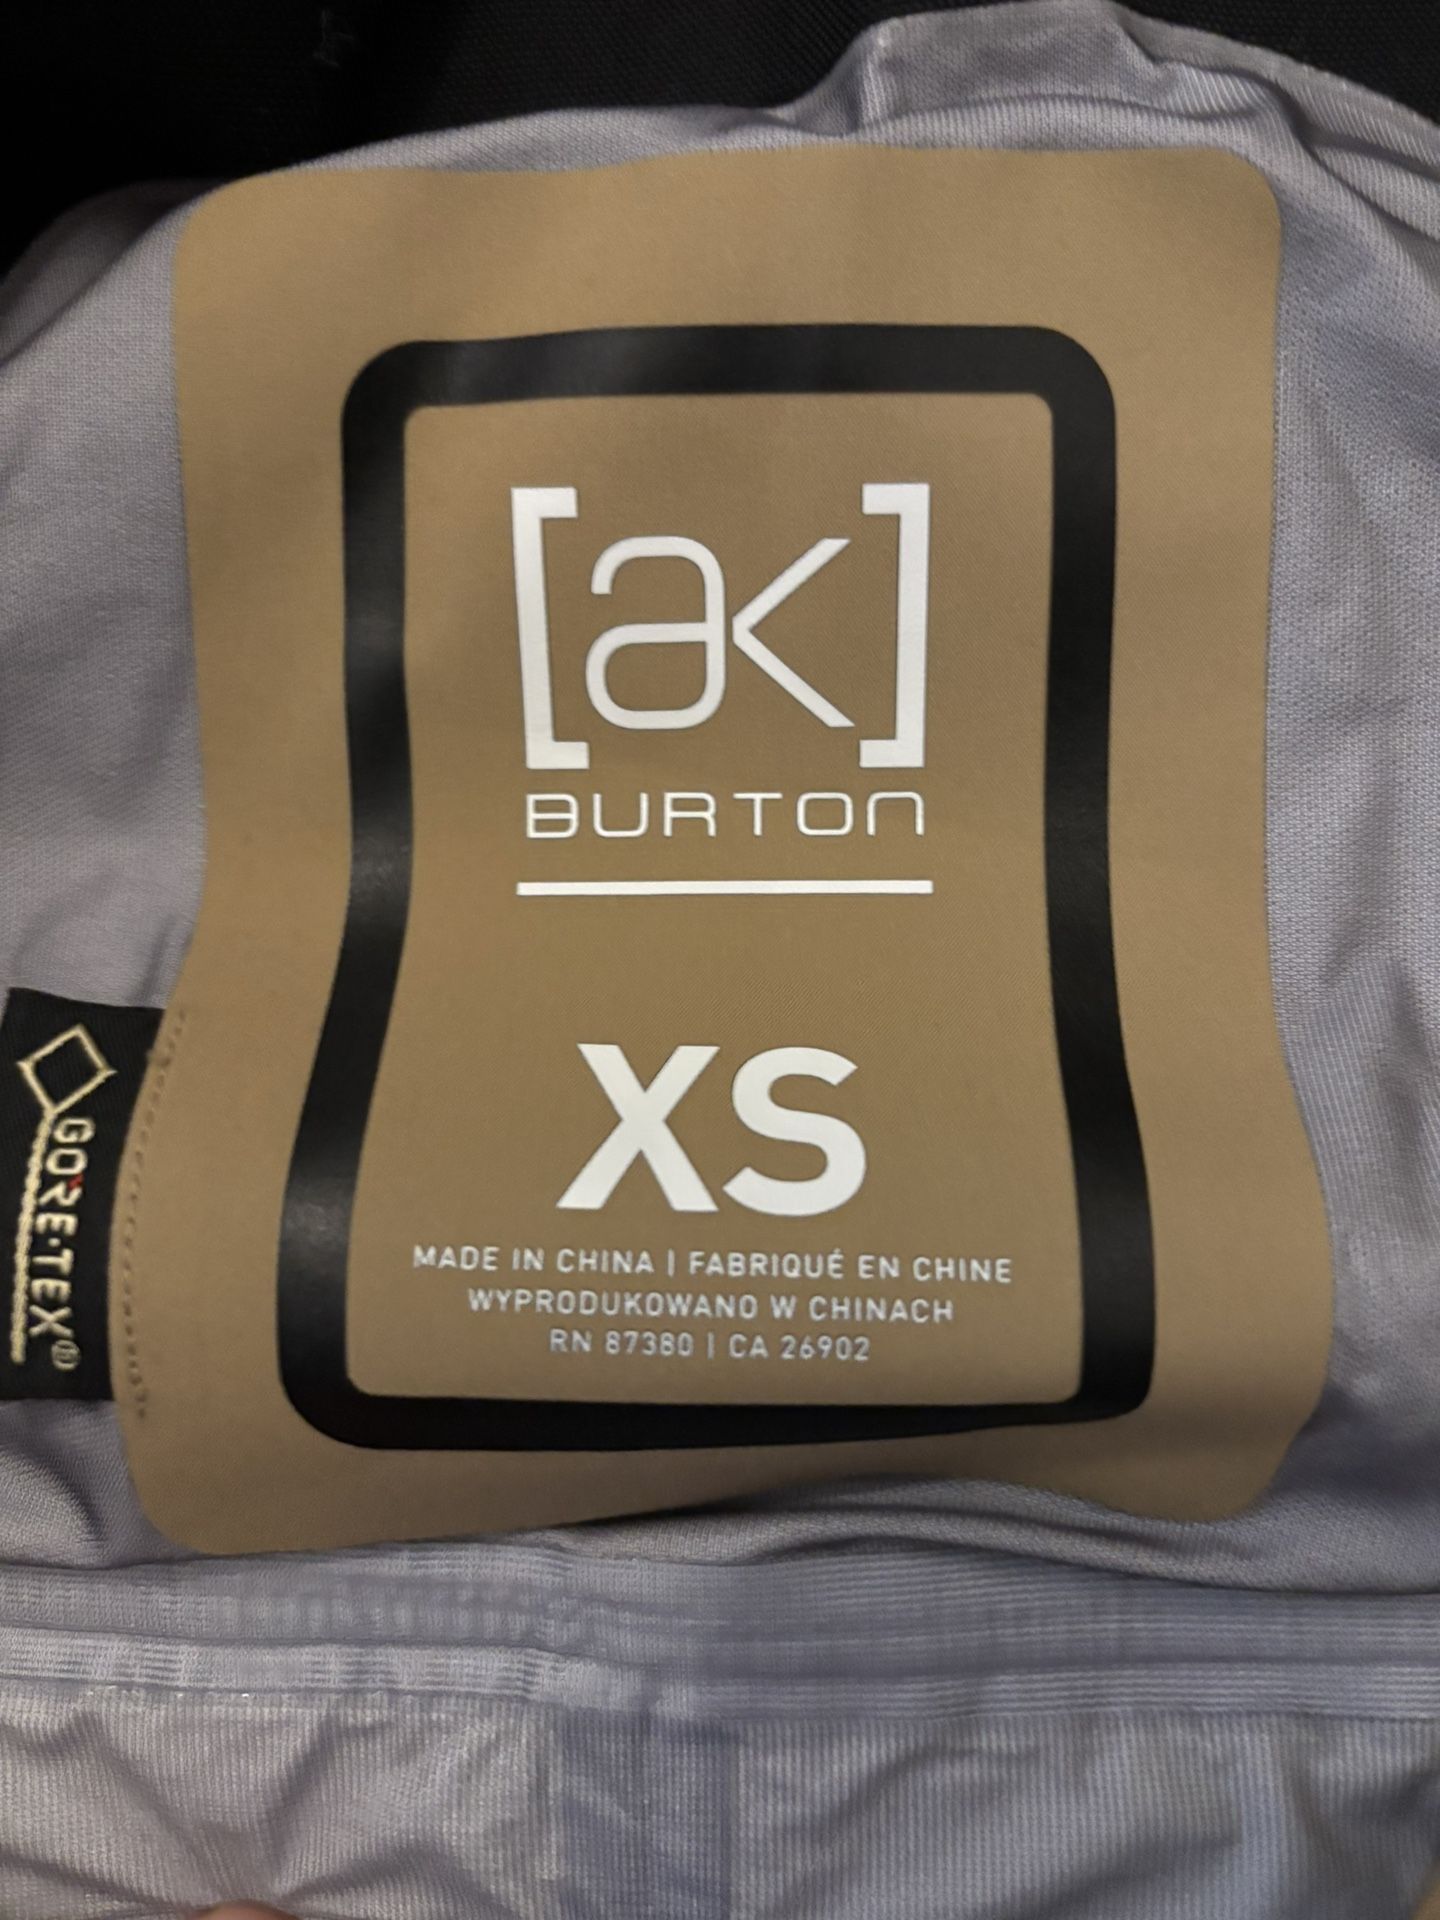 [ak]
BURTON
XS
MADE IN CHINA | FABRIQUÉ EN CHINE
WYPRODUKOWANO W CHINACH
RN 87380 | CA 26902
GORE-TEX®